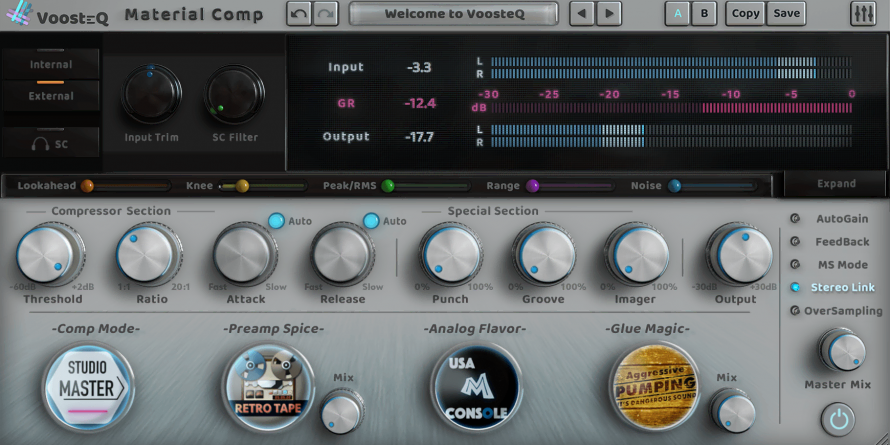 VoosteQ Material Comp Welcome to VoosteQ A B Copy Save
Internal
External
SC
Input Trim SC Filter
Input -3.3 L
R
-30 -25 -20 -15 -10 -5 0
GR -12.4 dB
Output -17.7 L
R
Lookahead Knee Peak/RMS Range Noise Expand
Compressor Section Special Section
Auto Auto
AutoGain
FeedBack
MS Mode
Stereo Link
OverSampling
-60dB +2dB 1:1 20:1 Fast Slow Fast Slow 0% 100% 0% 100% 0% 100% -30dB +30dB
Threshold Ratio Attack Release Punch Groove Imager Output
-Comp Mode- -Preamp Spice- -Analog Flavor- -Glue Magic-
STUDIO
MASTER
RETRO TAPE
Mix
USA
M
CONSOLE
Aggressive
PUMPING
IT'S DANGEROUS SOUND
Mix
Master Mix